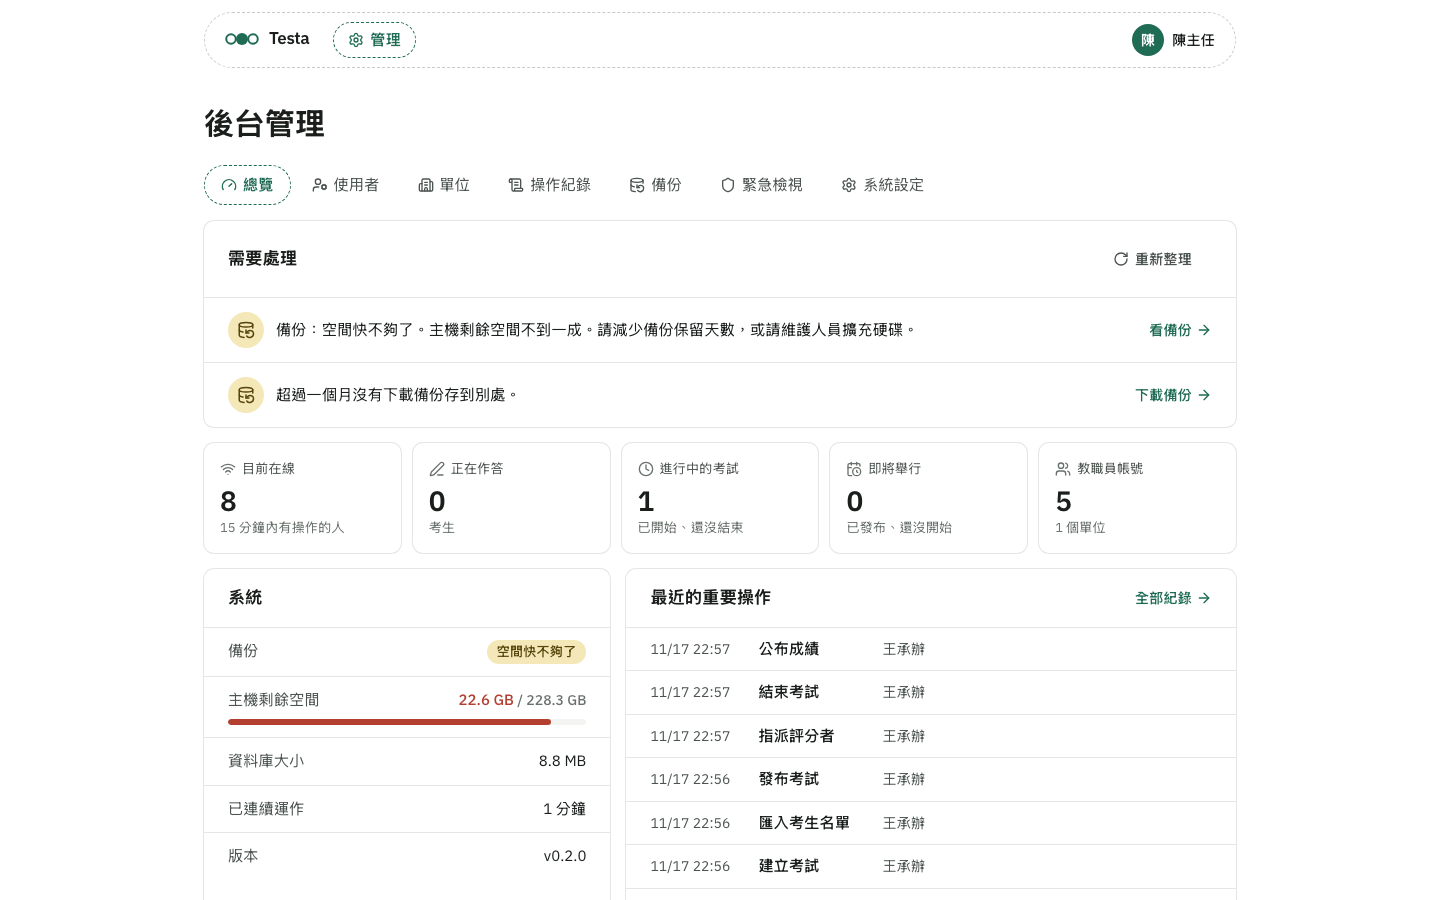 Testa
管理
陳
陳主任
後台管理
總覽
使用者
單位
操作紀錄
備份
緊急檢視
系統設定
需要處理
重新整理
備份：空間快不夠了。主機剩餘空間不到一成。請減少備份保留天數，或請維護人員擴充硬碟。
看備份
超過一個月沒有下載備份存到別處。
下載備份
目前在線
8
15 分鐘內有操作的人
正在作答
0
考生
進行中的考試
1
已開始、還沒結束
即將舉行
0
已發布、還沒開始
教職員帳號
5
1 個單位
系統
備份
空間快不夠了
主機剩餘空間
22.6 GB / 228.3 GB
資料庫大小
8.8 MB
已連續運作
1 分鐘
版本
v0.2.0
最近的重要操作
全部紀錄
11/17 22:57 公布成績 王承辦
11/17 22:57 結束考試 王承辦
11/17 22:57 指派評分者 王承辦
11/17 22:56 發布考試 王承辦
11/17 22:56 匯入考生名單 王承辦
11/17 22:56 建立考試 王承辦